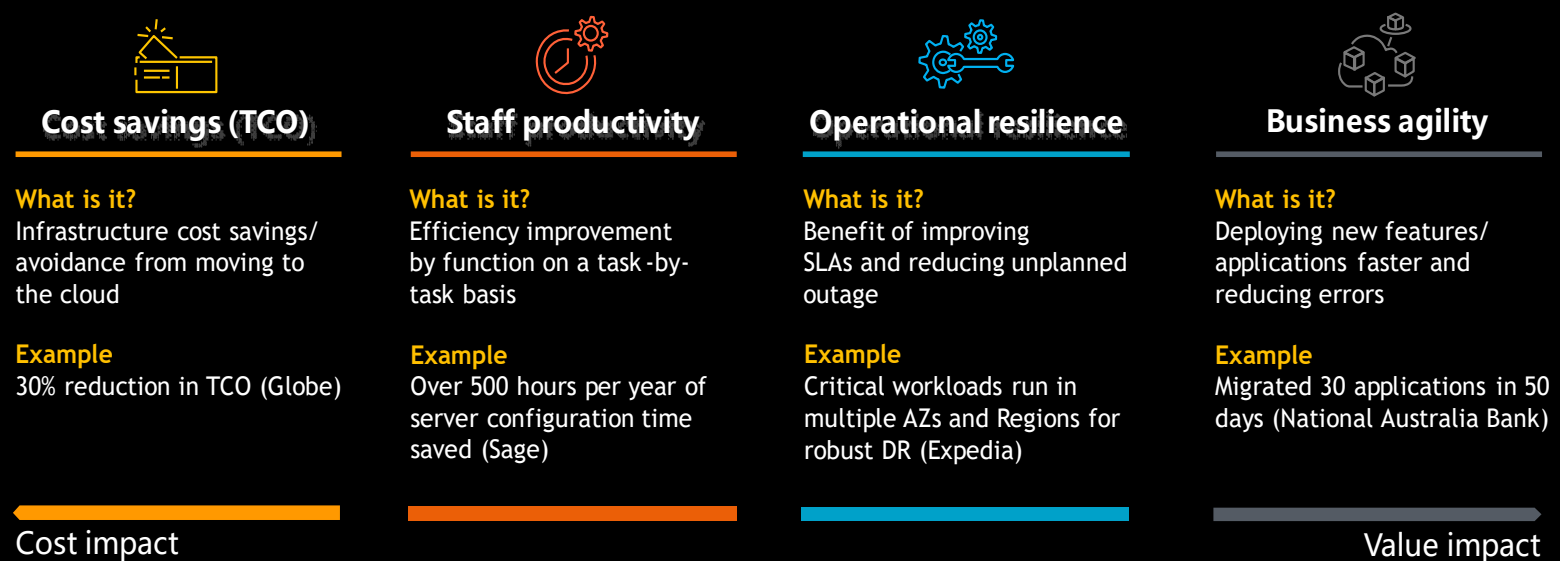 Cost savings (TCO)
What is it?
Infrastructure cost savings/
avoidance from moving to
the cloud
Example
30% reduction in TCO (Globe)
Cost impact
Staff productivity
What is it?
Efficiency improvement
by function on a task-by-
task basis
Example
Over 500 hours per year of
server configuration time
saved (Sage)
Operational resilience
What is it?
Benefit of improving
SLAs and reducing unplanned
outage
Example
Critical workloads run in
multiple AZs and Regions for
robust DR (Expedia)
Business agility
What is it?
Deploying new features/
applications faster and
reducing errors
Example
Migrated 30 applications in 50
days (National Australia Bank)
Value impact